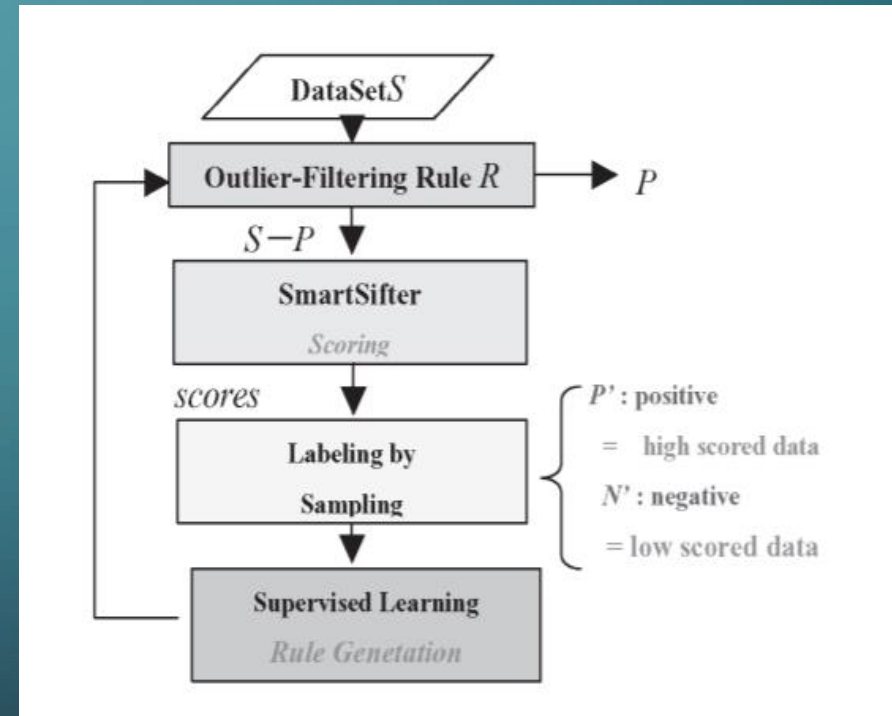 DataSetS
Outlier-Filtering Rule R
P
S—P
SmartSifter
Scoring
scores
Labeling by
Sampling
P’ : positive
= high scored data
N’ : negative
= low scored data
Supervised Learning
Rule Genetation